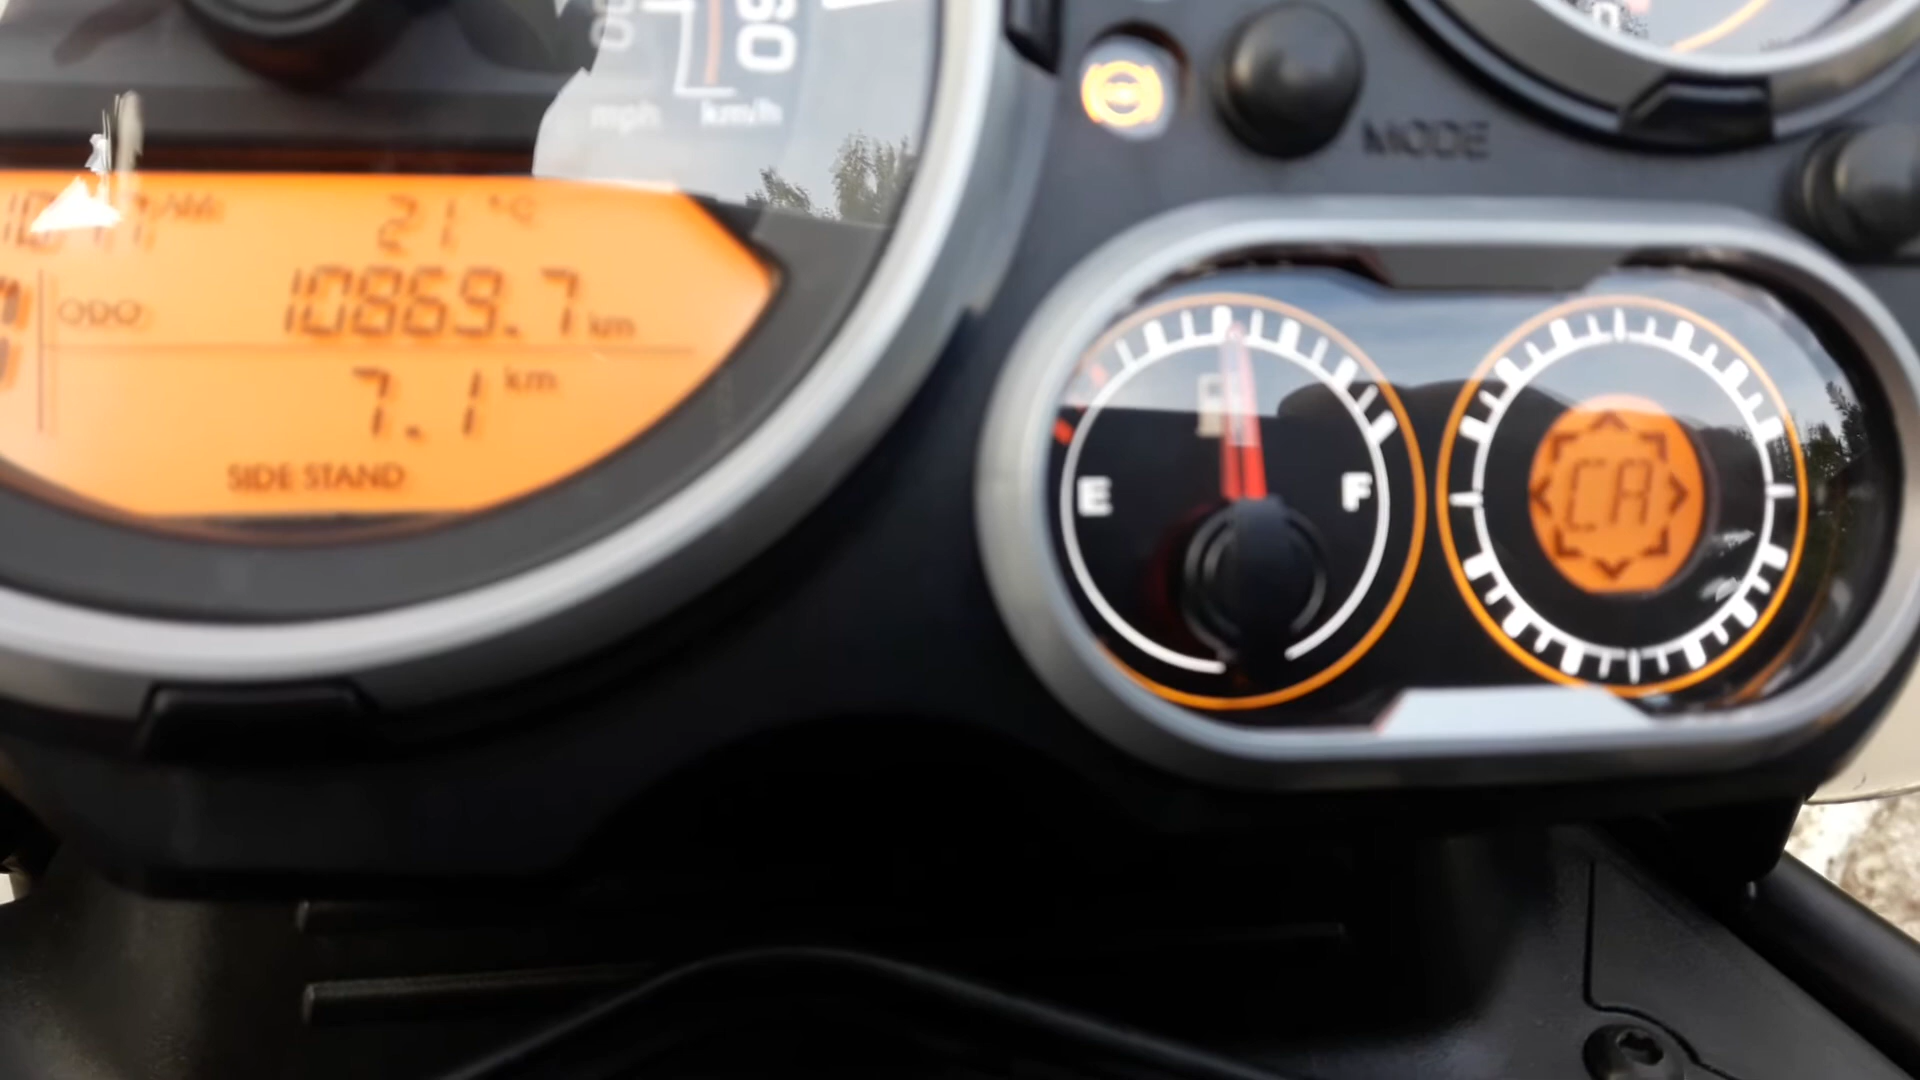 mph km/h
MODE
21 °C
ODO 10869.7 km
7.1 km
SIDE STAND
E F
CA